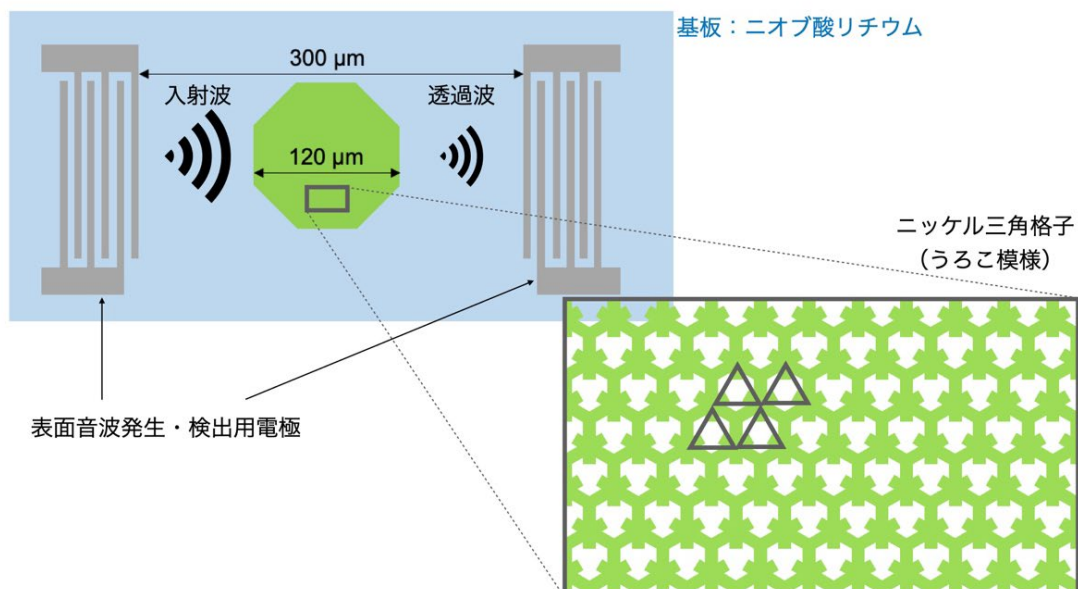 基板：ニオブ酸リチウム
300 μm
入射波
透過波
120 μm
ニッケル三角格子
（うろこ模様）
表面音波発生・検出用電極